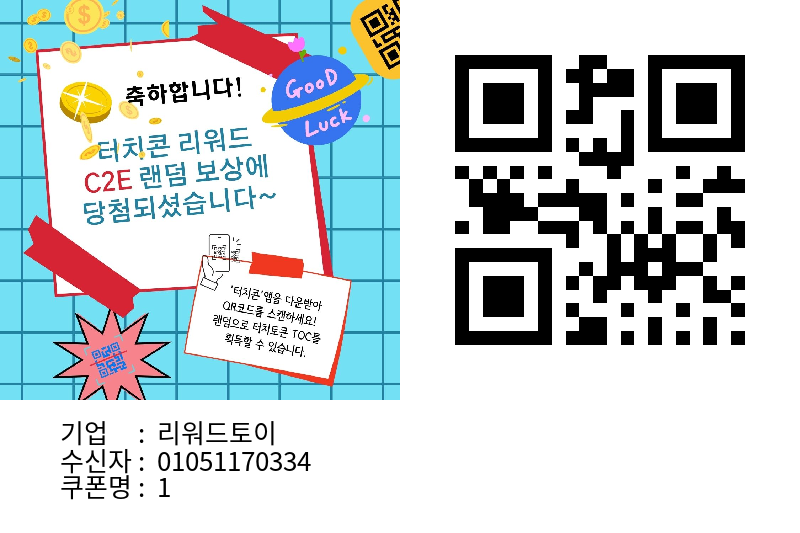 축하합니다!
GOOD
Luck
터치콘 리워드
C2E 랜덤 보상에
당첨되셨습니다~
'터치콘'앱을 다운받아
QR코드를 스캔하세요!
랜덤으로 터치토큰 TOC를
획득할 수 있습니다.
기업 : 리워드토이
수신자 : 01051170334
쿠폰명 : 1